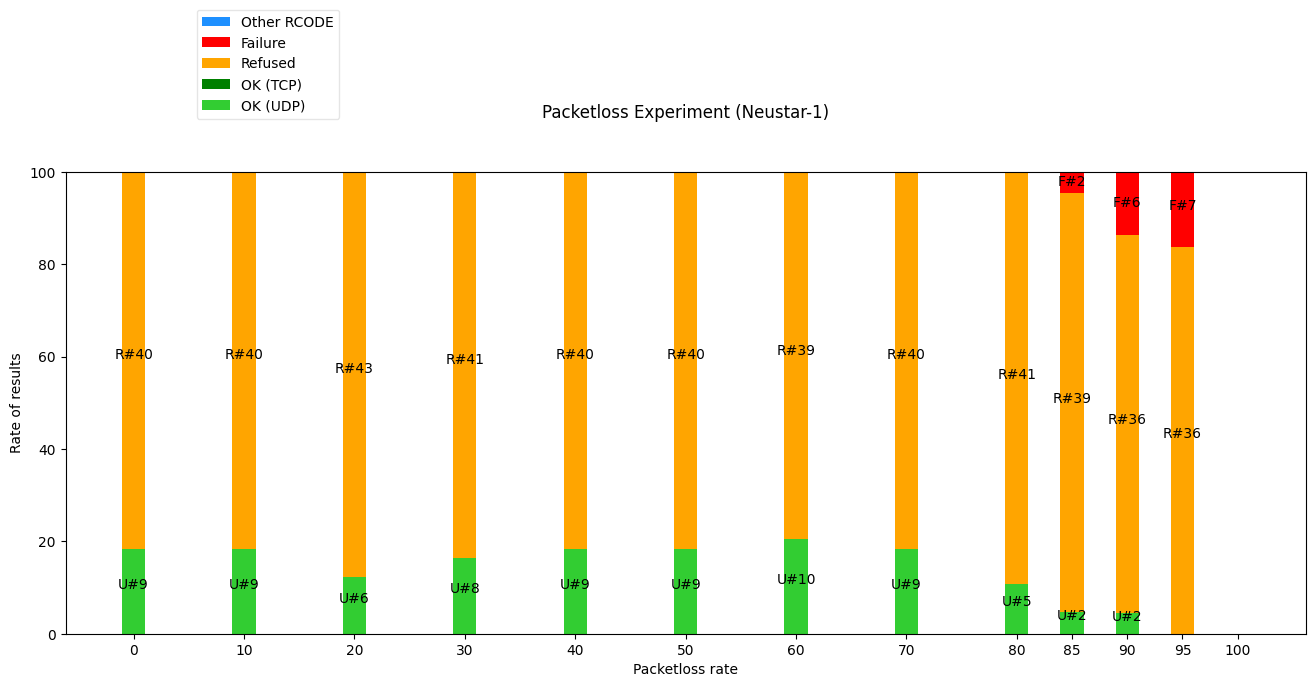 Other RCODE
Failure
Refused
OK (TCP)
OK (UDP)
Packetloss Experiment (Neustar-1)
100
80
60
40
20
0
Rate of results
F#2
F#6
F#7
R#40
R#40
R#43
R#41
R#40
R#40
R#39
R#40
R#41
R#39
R#36
R#36
U#9
U#9
U#6
U#8
U#9
U#9
U#10
U#9
U#5
U#2
U#2
0 10 20 30 40 50 60 70 80 85 90 95 100
Packetloss rate